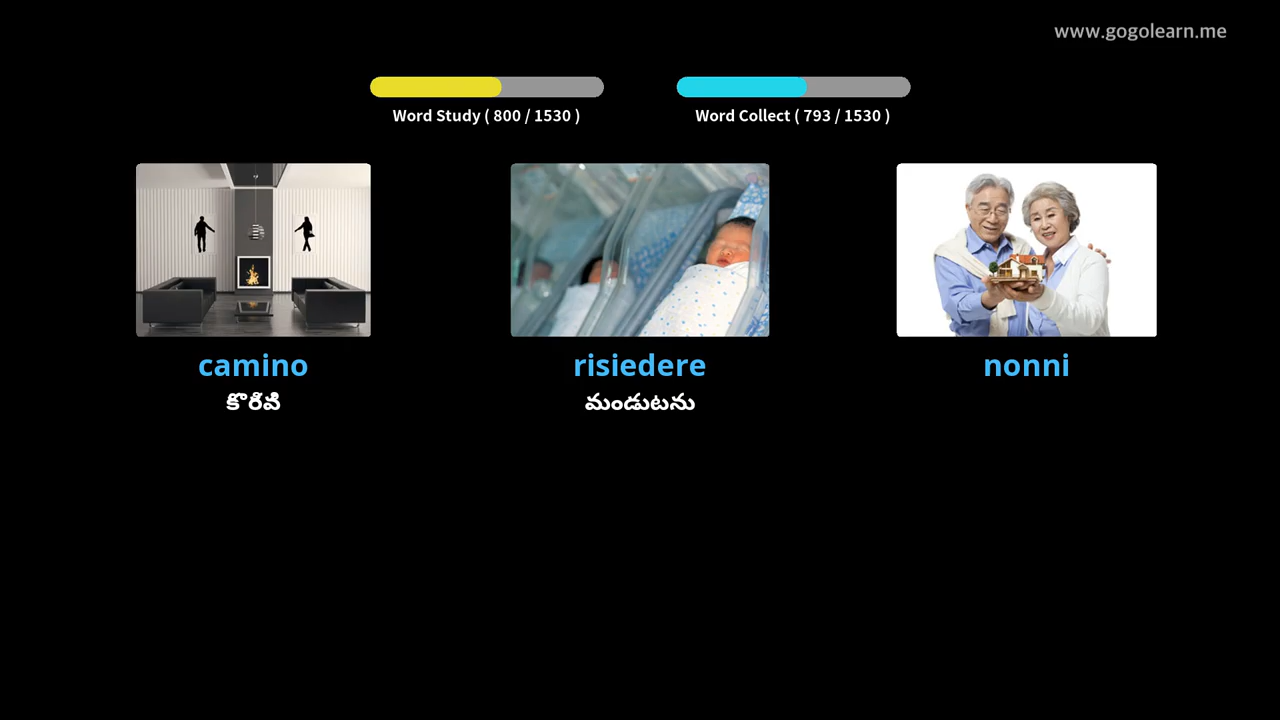 www.gogolearn.me
Word Study ( 800 / 1530 )
Word Collect ( 793 / 1530 )
camino
risiedere
nonni
కొరివి
మండుటను